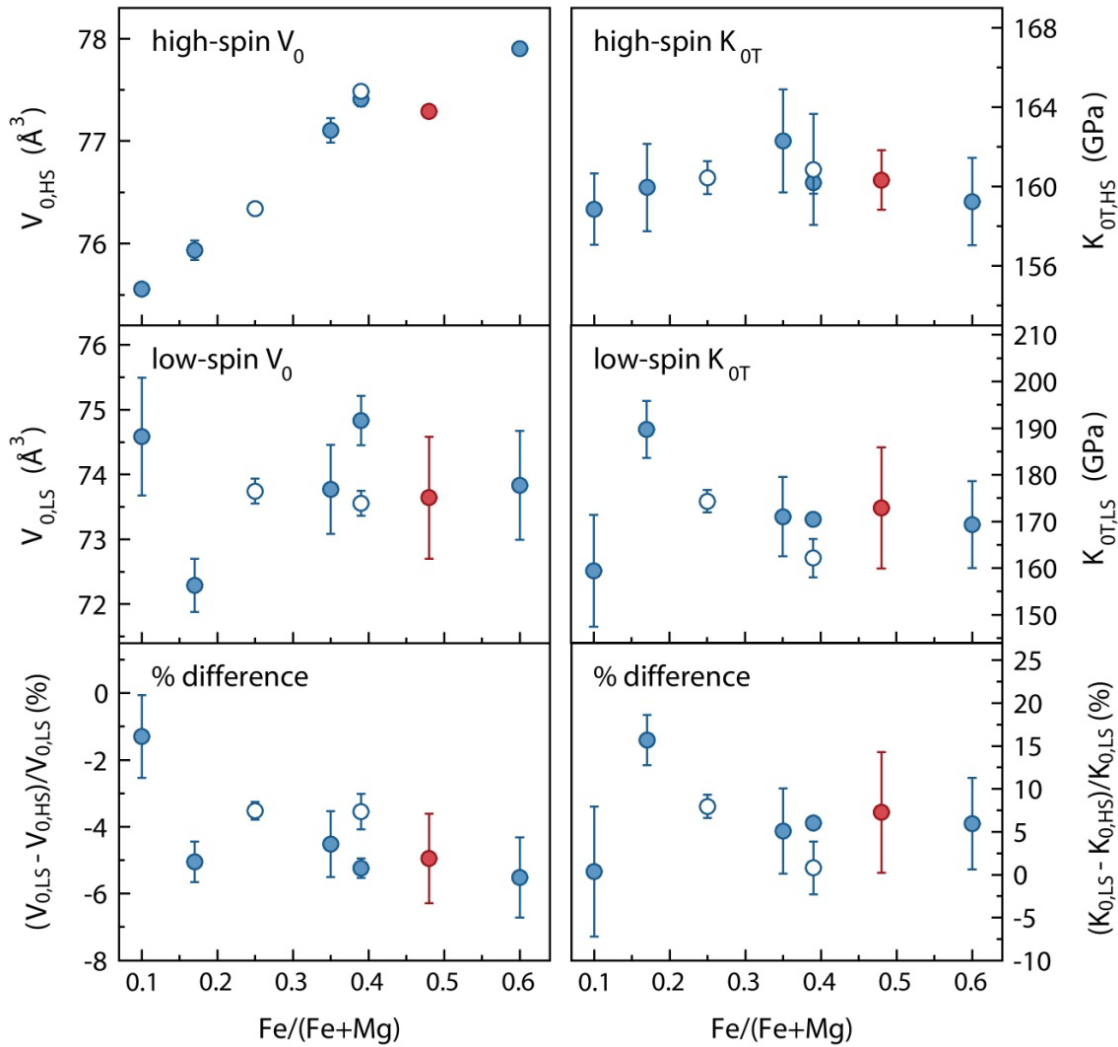 high-spin V0
78
77
76
V0,HS (Å3)
high-spin K0T
168
164
160
156
K0T,HS (GPa)
low-spin V0
76
75
74
73
72
V0,LS (Å3)
low-spin K0T
210
200
190
180
170
160
150
K0T,LS (GPa)
% difference
0
-2
-4
-6
-8
(V0,LS - V0,HS)/V0,LS (%)
0.1 0.2 0.3 0.4 0.5 0.6
Fe/(Fe+Mg)
% difference
25
20
15
10
5
0
-5
-10
(K0,LS - K0,HS)/K0,LS (%)
0.1 0.2 0.3 0.4 0.5 0.6
Fe/(Fe+Mg)